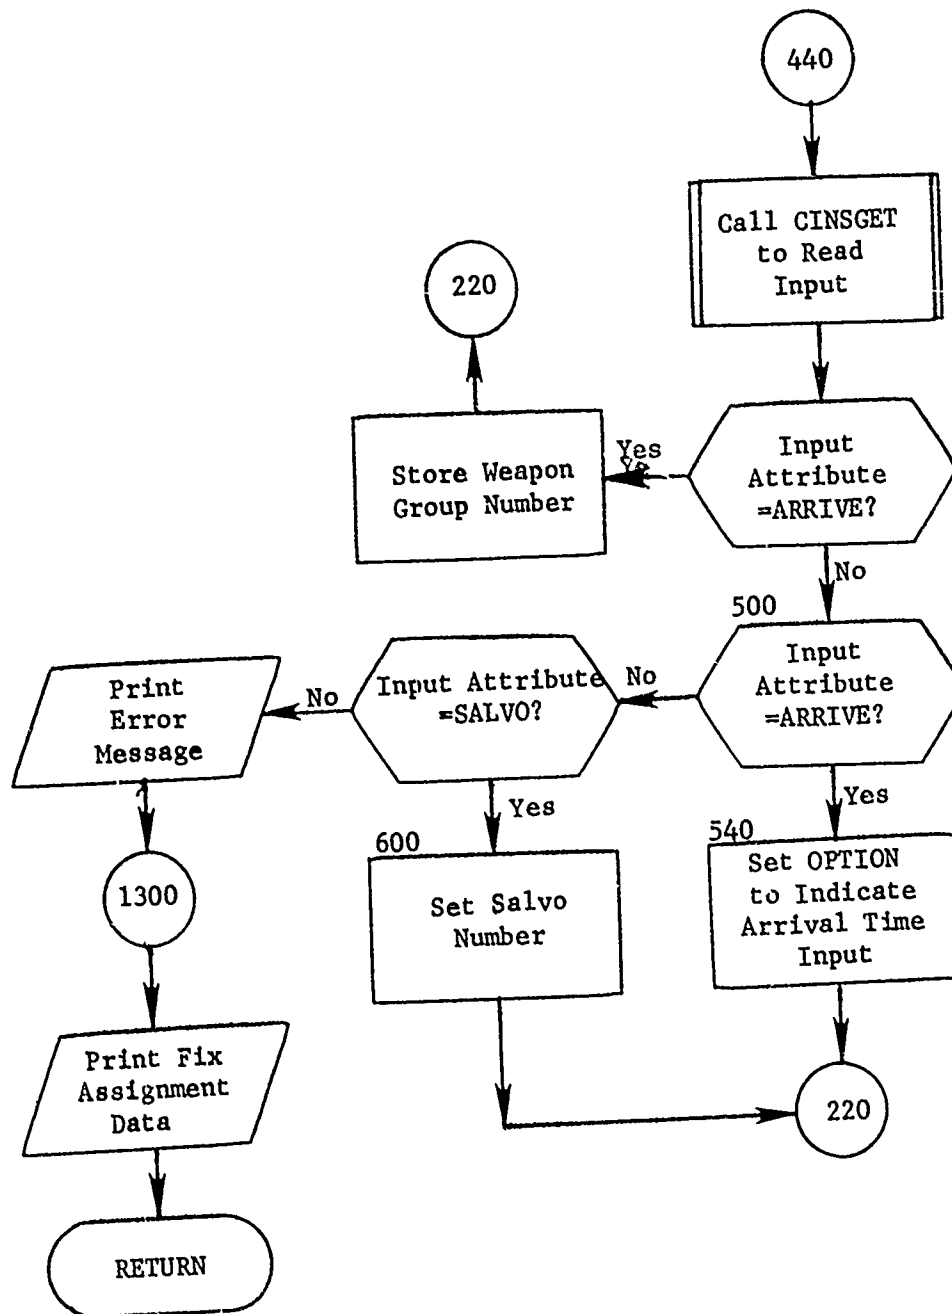 440
Call CINSGET
to Read
Input
220
Store Weapon
Group Number
Yes
Input
Attribute
=ARRIVE?
No
500
Input
Attribute
=ARRIVE?
No
Input Attribute
=SALVO?
No
Print
Error
Message
Yes
Yes
600
Set Salvo
Number
540
Set OPTION
to Indicate
Arrival Time
Input
1300
Print Fix
Assignment
Data
220
RETURN